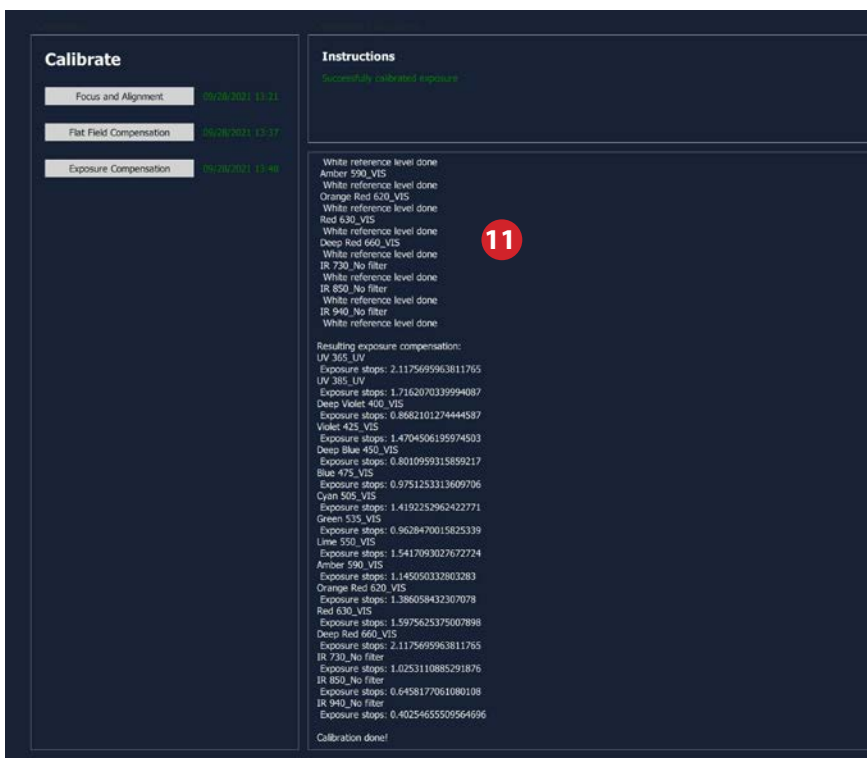 Calibrate
Focus and Alignment 09/28/2021 13:21
Flat Field Compensation 09/28/2021 13:37
Exposure Compensation 09/28/2021 13:48
Instructions
Successfully calibrated exposure
White reference level done
Amber 590_VIS
White reference level done
Orange Red 620_VIS
White reference level done
Red 630_VIS
White reference level done
Deep Red 660_VIS
White reference level done
IR 730_No filter
White reference level done
IR 850_No filter
White reference level done
IR 940_No filter
White reference level done
11
Resulting exposure compensation:
UV 365_UV
Exposure stops: 2.1175695963811765
UV 385_UV
Exposure stops: 1.7162070339994087
Deep Violet 400_VIS
Exposure stops: 0.8682101274444587
Violet 425_VIS
Exposure stops: 1.4704506195974503
Deep Blue 450_VIS
Exposure stops: 0.8010959315859217
Blue 475_VIS
Exposure stops: 0.9751253313609706
Cyan 505_VIS
Exposure stops: 1.4192252962422771
Green 535_VIS
Exposure stops: 0.9628470015825339
Lime 550_VIS
Exposure stops: 1.5417093027672724
Amber 590_VIS
Exposure stops: 1.145050332803283
Orange Red 620_VIS
Exposure stops: 1.386058432307078
Red 630_VIS
Exposure stops: 1.5975625375007898
Deep Red 660_VIS
Exposure stops: 2.1175695963811765
IR 730_No filter
Exposure stops: 1.0253110885291876
IR 850_No filter
Exposure stops: 0.6458177061080108
IR 940_No filter
Exposure stops: 0.40254655509564696
Calibration done!